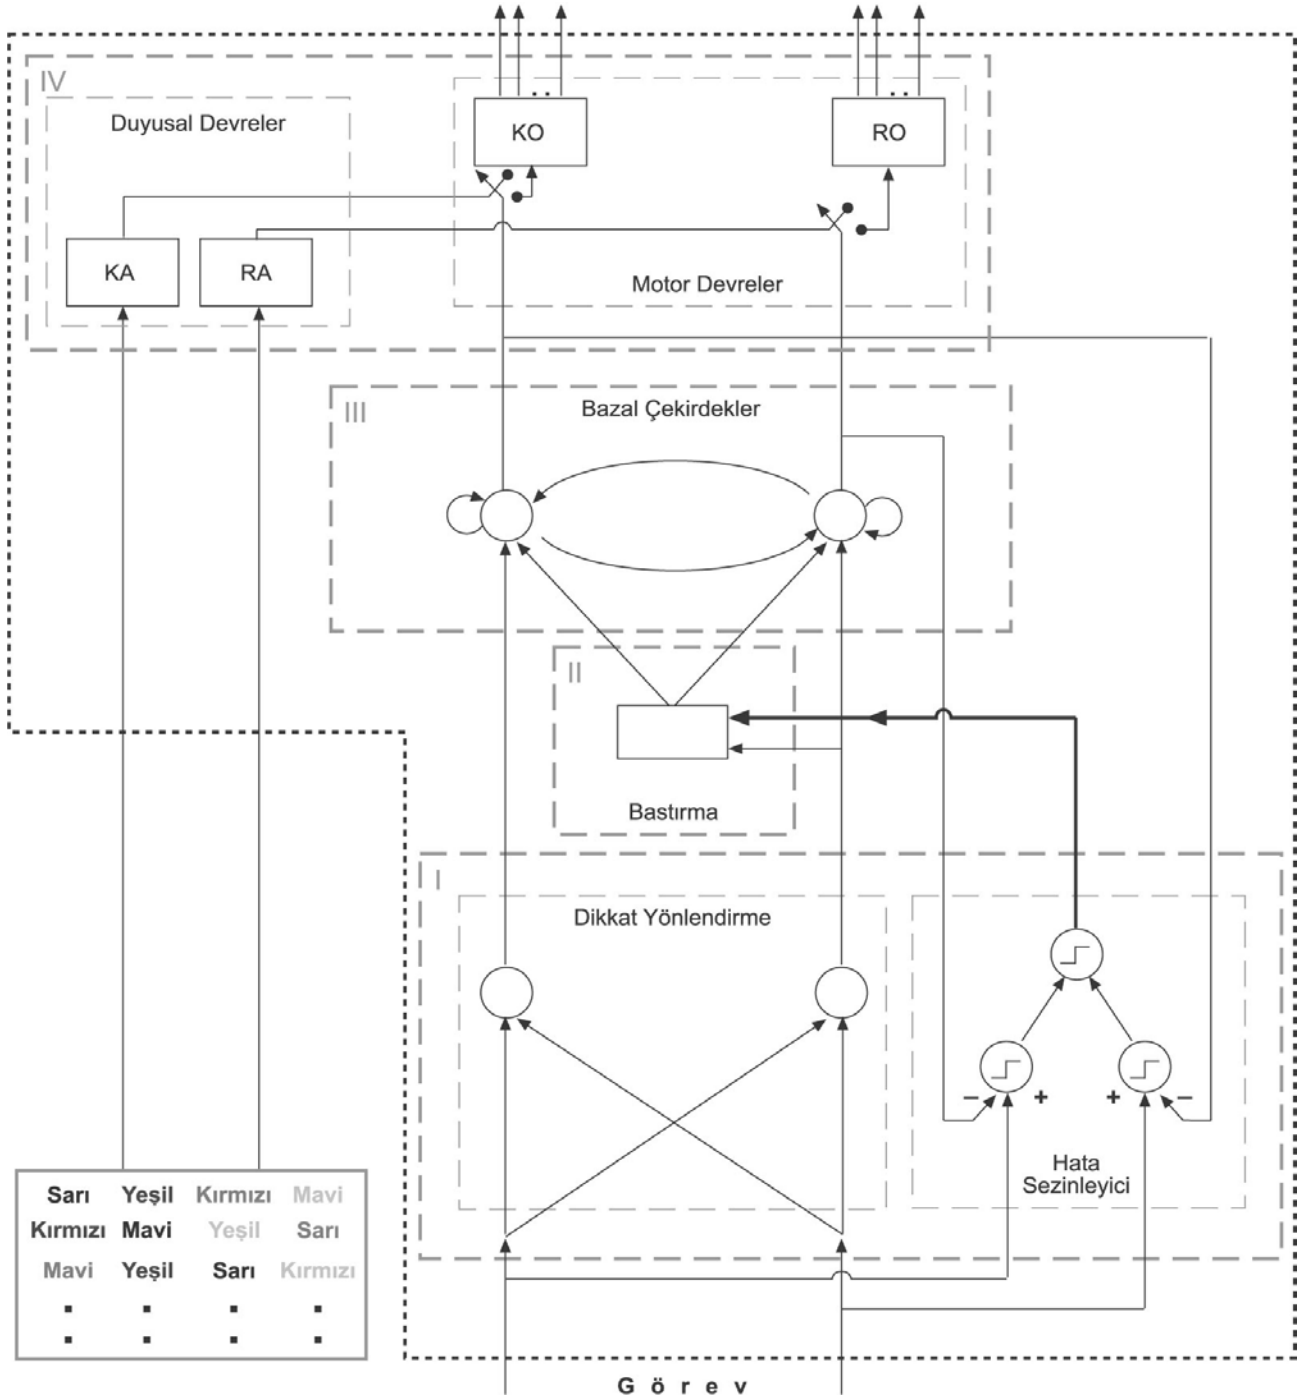 IV
Duyusal Devreler
KO
RO
KA
RA
Motor Devreler
III
Bazal Çekirdekler
II
Bastırma
I
Dikkat Yönlendirme
− + + −
Hata
Sezinleyici
Sarı Yeşil Kırmızı Mavi
Kırmızı Mavi Yeşil Sarı
Mavi Yeşil Sarı Kırmızı
Görev